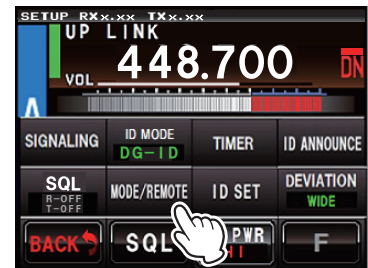 SETUP RXx.xx TXx.xx
UP LINK
VOL 448.700 DN
A
SIGNALING ID MODE TIMER ID ANNOUNCE
DG-ID
SQL MODE/REMOTE ID SET DEVIATION
R-OFF WIDE
T-OFF
BACK SQL PWR F
HI